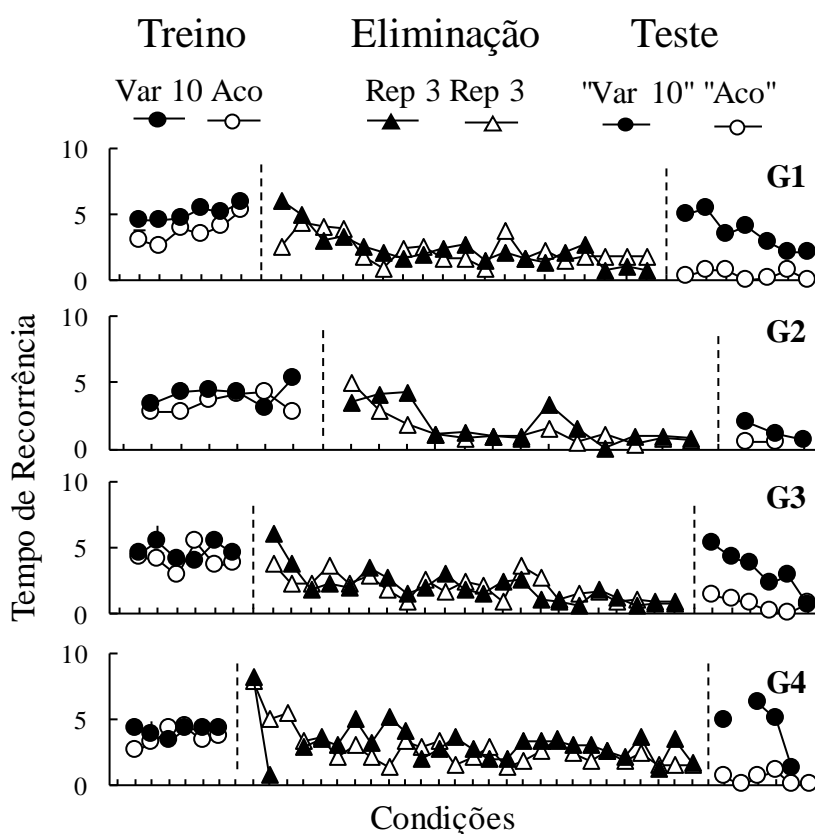 Treino Eliminação Teste
Var 10 Aco Rep 3 Rep 3 "Var 10" "Aco"
Tempo de Recorrência
10
5
0
G1
10
5
0
G2
10
5
0
G3
10
5
0
G4
Condições